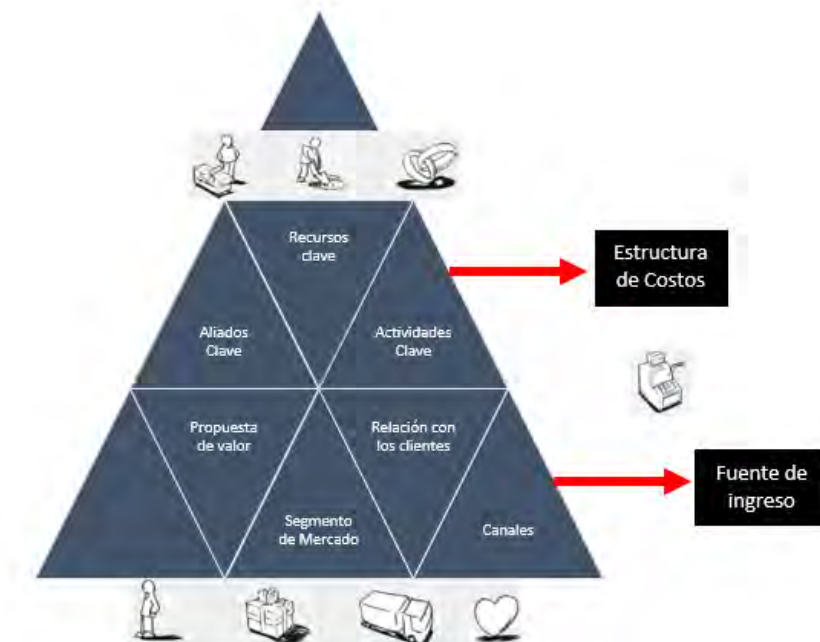 Recursos
clave
Estructura
de Costos
Aliados
Clave
Actividades
Clave
Propuesta
de valor
Relación con
los clientes
Fuente de
ingreso
Segmento
de Mercado
Canales